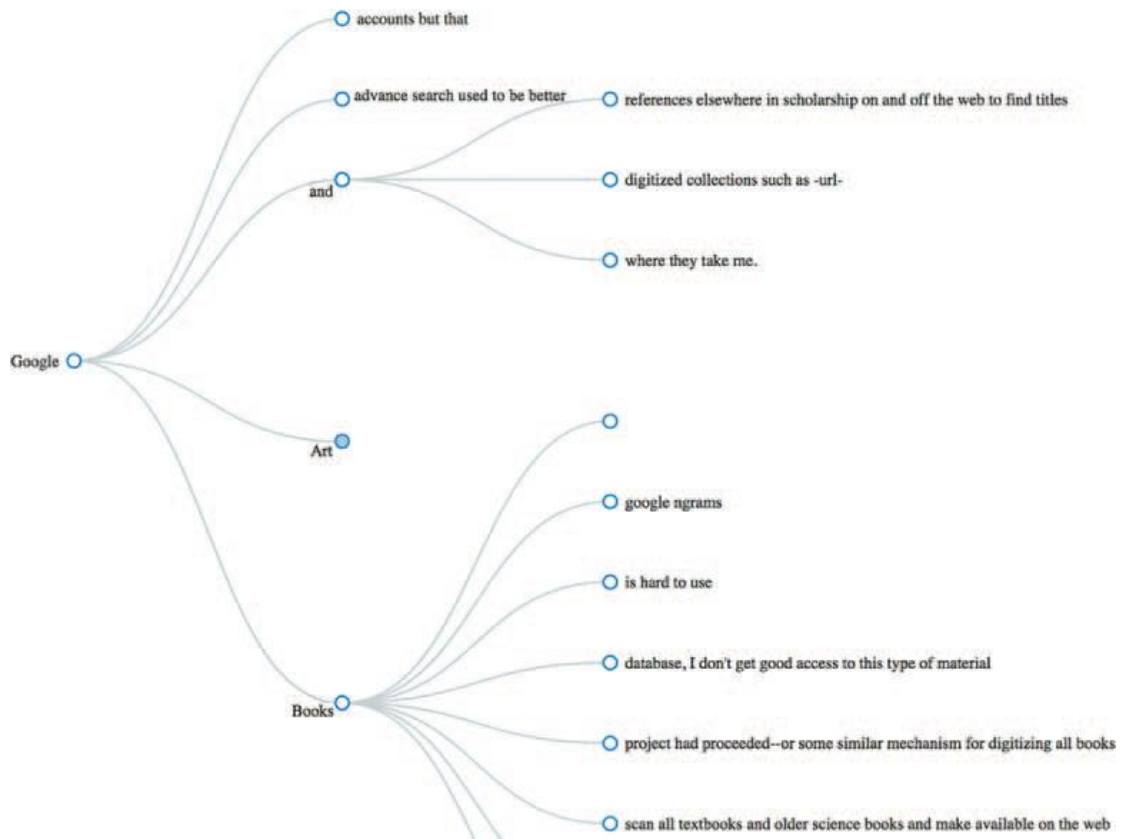 accounts but that
advance search used to be better
references elsewhere in scholarship on and off the web to find titles
and
digitized collections such as -url-
where they take me.
Google
Art
google ngrams
is hard to use
database, I don't get good access to this type of material
Books
project had proceeded--or some similar mechanism for digitizing all books
scan all textbooks and older science books and make available on the web